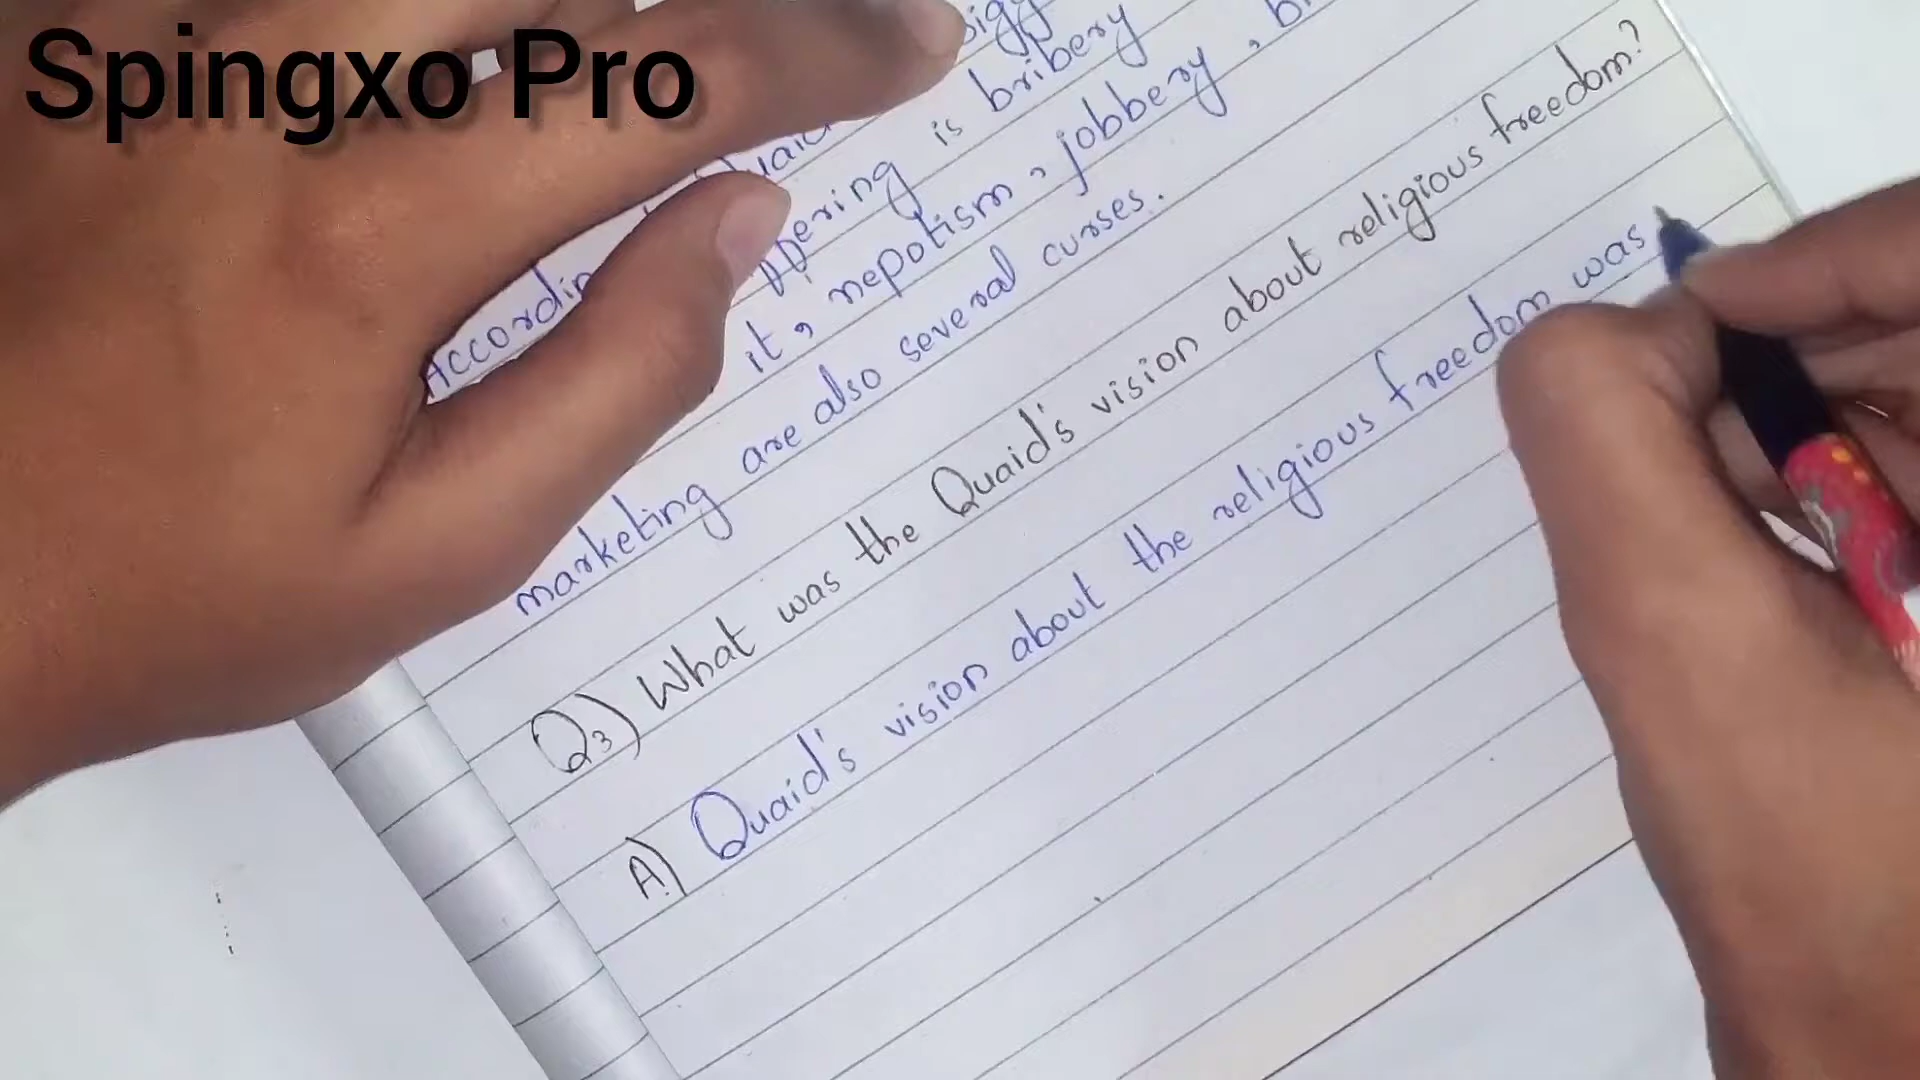 Spingxo Pro
bribery
is
it, nepotism, jobbery,
marketing are also several curses.
Q3) What was the Quaid's vision about religious freedom?
A) Quaid's vision about the religious freedom was